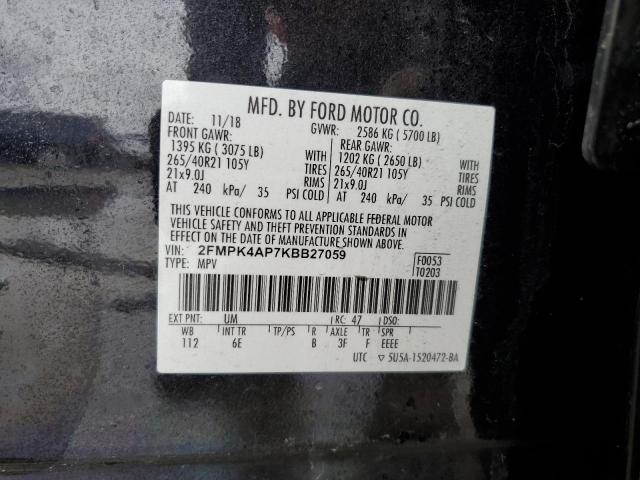 MFD. BY FORD MOTOR CO.
DATE: 11/18 GVWR: 2586 KG ( 5700 LB)
FRONT GAWR: REAR GAWR:
1395 KG ( 3075 LB) WITH 1202 KG ( 2650 LB) WITH
265/40R21 105Y TIRES 265/40R21 105Y TIRES
21x9.0J RIMS 21x9.0J RIMS
AT 240 kPa/ 35 PSI COLD AT 240 kPa/ 35 PSI COLD
THIS VEHICLE CONFORMS TO ALL APPLICABLE FEDERAL MOTOR
VEHICLE SAFETY AND THEFT PREVENTION STANDARDS IN
EFFECT ON THE DATE OF MANUFACTURE SHOWN ABOVE.
VIN: 2FMPK4AP7KBB27059 F0053
TYPE: MPV T0203
EXT PNT: UM RC: 47 DSO:
WB INT TR TP/PS R AXLE TR SPR
112 6E B 3F F EEEE
UTC ▽ 5U5A-1520472-BA